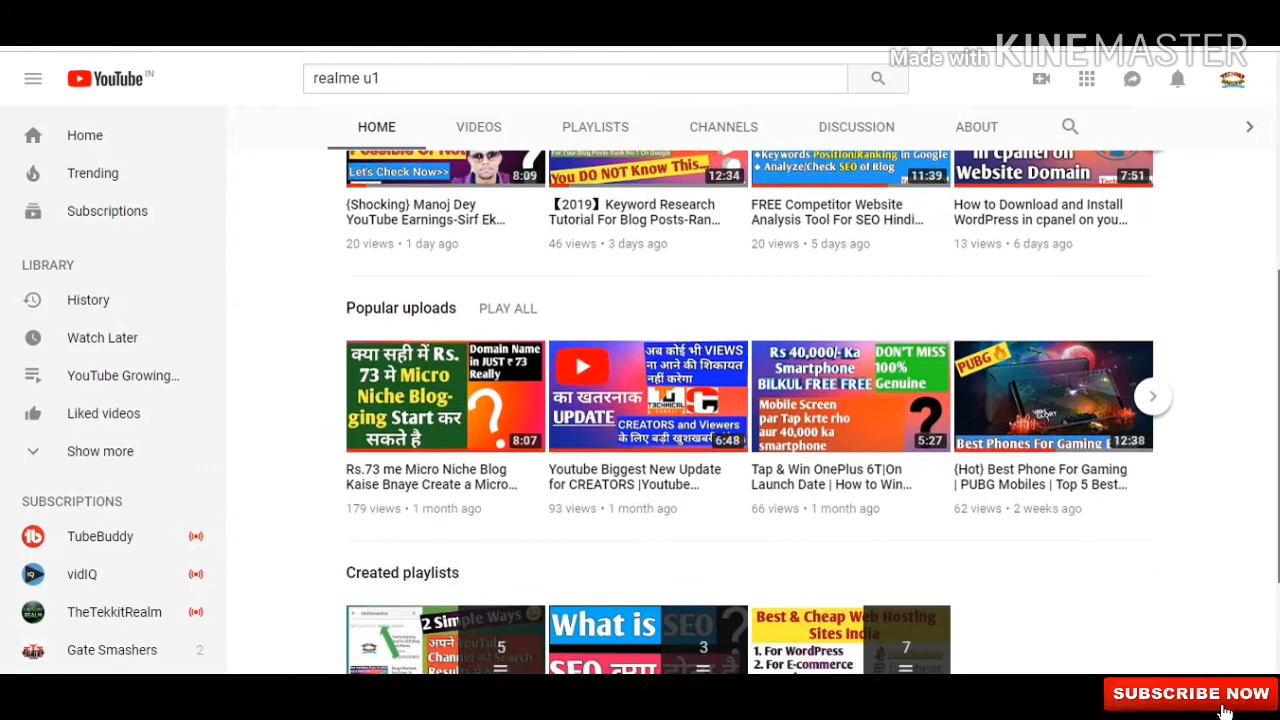 Made with KINEMASTER
YouTube IN
realme u1
Home
Trending
Subscriptions
LIBRARY
History
Watch Later
YouTube Growing...
Liked videos
Show more
SUBSCRIPTIONS
TubeBuddy
vidIQ
TheTekkitRealm
Gate Smashers 2
HOME VIDEOS PLAYLISTS CHANNELS DISCUSSION ABOUT
Let's Check Now>>
8:09
You DO NOT Know This...
12:34
Keywords Position/Ranking in Google
Analyze/Check SEO of Blog
11:39
in cpanel on
Website Domain
7:51
{Shocking} Manoj Dey
YouTube Earnings-Sirf Ek...
20 views • 1 day ago
【2019】Keyword Research
Tutorial For Blog Posts-Ran...
46 views • 3 days ago
FREE Competitor Website
Analysis Tool For SEO Hindi...
20 views • 5 days ago
How to Download and Install
WordPress in cpanel on you...
13 views • 6 days ago
Popular uploads PLAY ALL
क्या सही में Rs.
73 मे Micro
Niche Blog-
ging Start कर
सकते है
Domain Name
in JUST ₹ 73
Really
?
8:07
अब कोई भी VIEWS
ना आने की शिकायत
नहीं करेगा
का खतरनाक
UPDATE
TECHNICAL
CREATORS and Viewers
के लिए बड़ी
6:48
Rs 40,000/- Ka
Smartphone
BILKUL FREE FREE
DON'T MISS
100%
Genuine
Mobile Screen
par Tap krte rho
aur 40,000 ka
smartphone
?
5:27
PUBG
Best Phones For Gaming
12:38
Rs.73 me Micro Niche Blog
Kaise Bnaye Create a Micro...
179 views • 1 month ago
Youtube Biggest New Update
for CREATORS |Youtube...
93 views • 1 month ago
Tap & Win OnePlus 6T|On
Launch Date | How to Win...
66 views • 1 month ago
{Hot} Best Phone For Gaming
| PUBG Mobiles | Top 5 Best...
62 views • 2 weeks ago
Created playlists
2 Simple Ways
अपने
5
What is SEO
?
3
Best & Cheap Web Hosting
Sites India
1. For WordPress
2. For E-commerce
7
SUBSCRIBE NOW